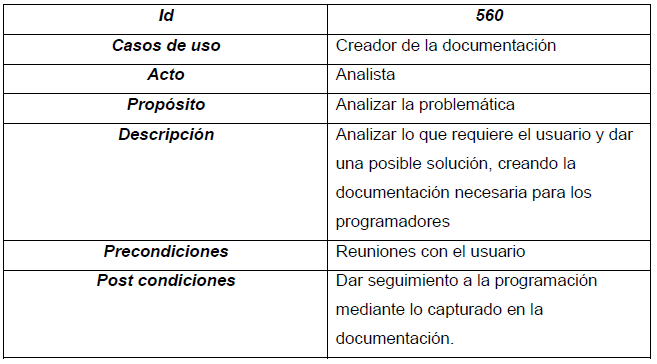 Id 560
Casos de uso Creador de la documentación
Acto Analista
Propósito Analizar la problemática
Descripción Analizar lo que requiere el usuario y dar
una posible solución, creando la
documentación necesaria para los
programadores
Precondiciones Reuniones con el usuario
Post condiciones Dar seguimiento a la programación
mediante lo capturado en la
documentación.